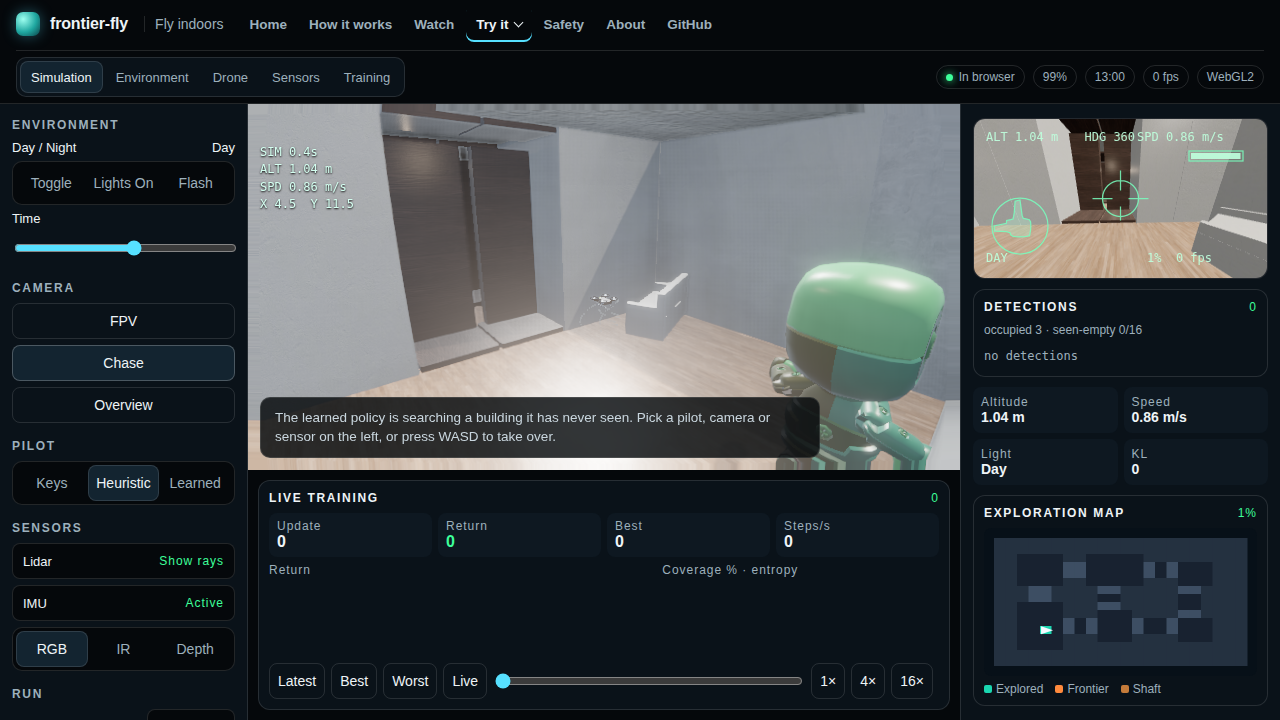 frontier-fly
Fly indoors
Home
How it works
Watch
Try it
Safety
About
GitHub
Simulation
Environment
Drone
Sensors
Training
In browser
99%
13:00
0 fps
WebGL2
ENVIRONMENT
Day / Night
Day
Toggle
Lights On
Flash
Time
CAMERA
FPV
Chase
Overview
PILOT
Keys
Heuristic
Learned
SENSORS
Lidar
Show rays
IMU
Active
RGB
IR
Depth
RUN
SIM 0.4s
ALT 1.04 m
SPD 0.86 m/s
X 4.5 Y 11.5
The learned policy is searching a building it has never seen. Pick a pilot, camera or
sensor on the left, or press WASD to take over.
LIVE TRAINING
0
Update
0
Return
0
Best
0
Steps/s
0
Return
Coverage % · entropy
Latest
Best
Worst
Live
1×
4×
16×
ALT 1.04 m
HDG 360
SPD 0.86 m/s
DAY
1%
0 fps
DETECTIONS
0
occupied 3 · seen-empty 0/16
no detections
Altitude
1.04 m
Speed
0.86 m/s
Light
Day
KL
0
EXPLORATION MAP
1%
Explored
Frontier
Shaft